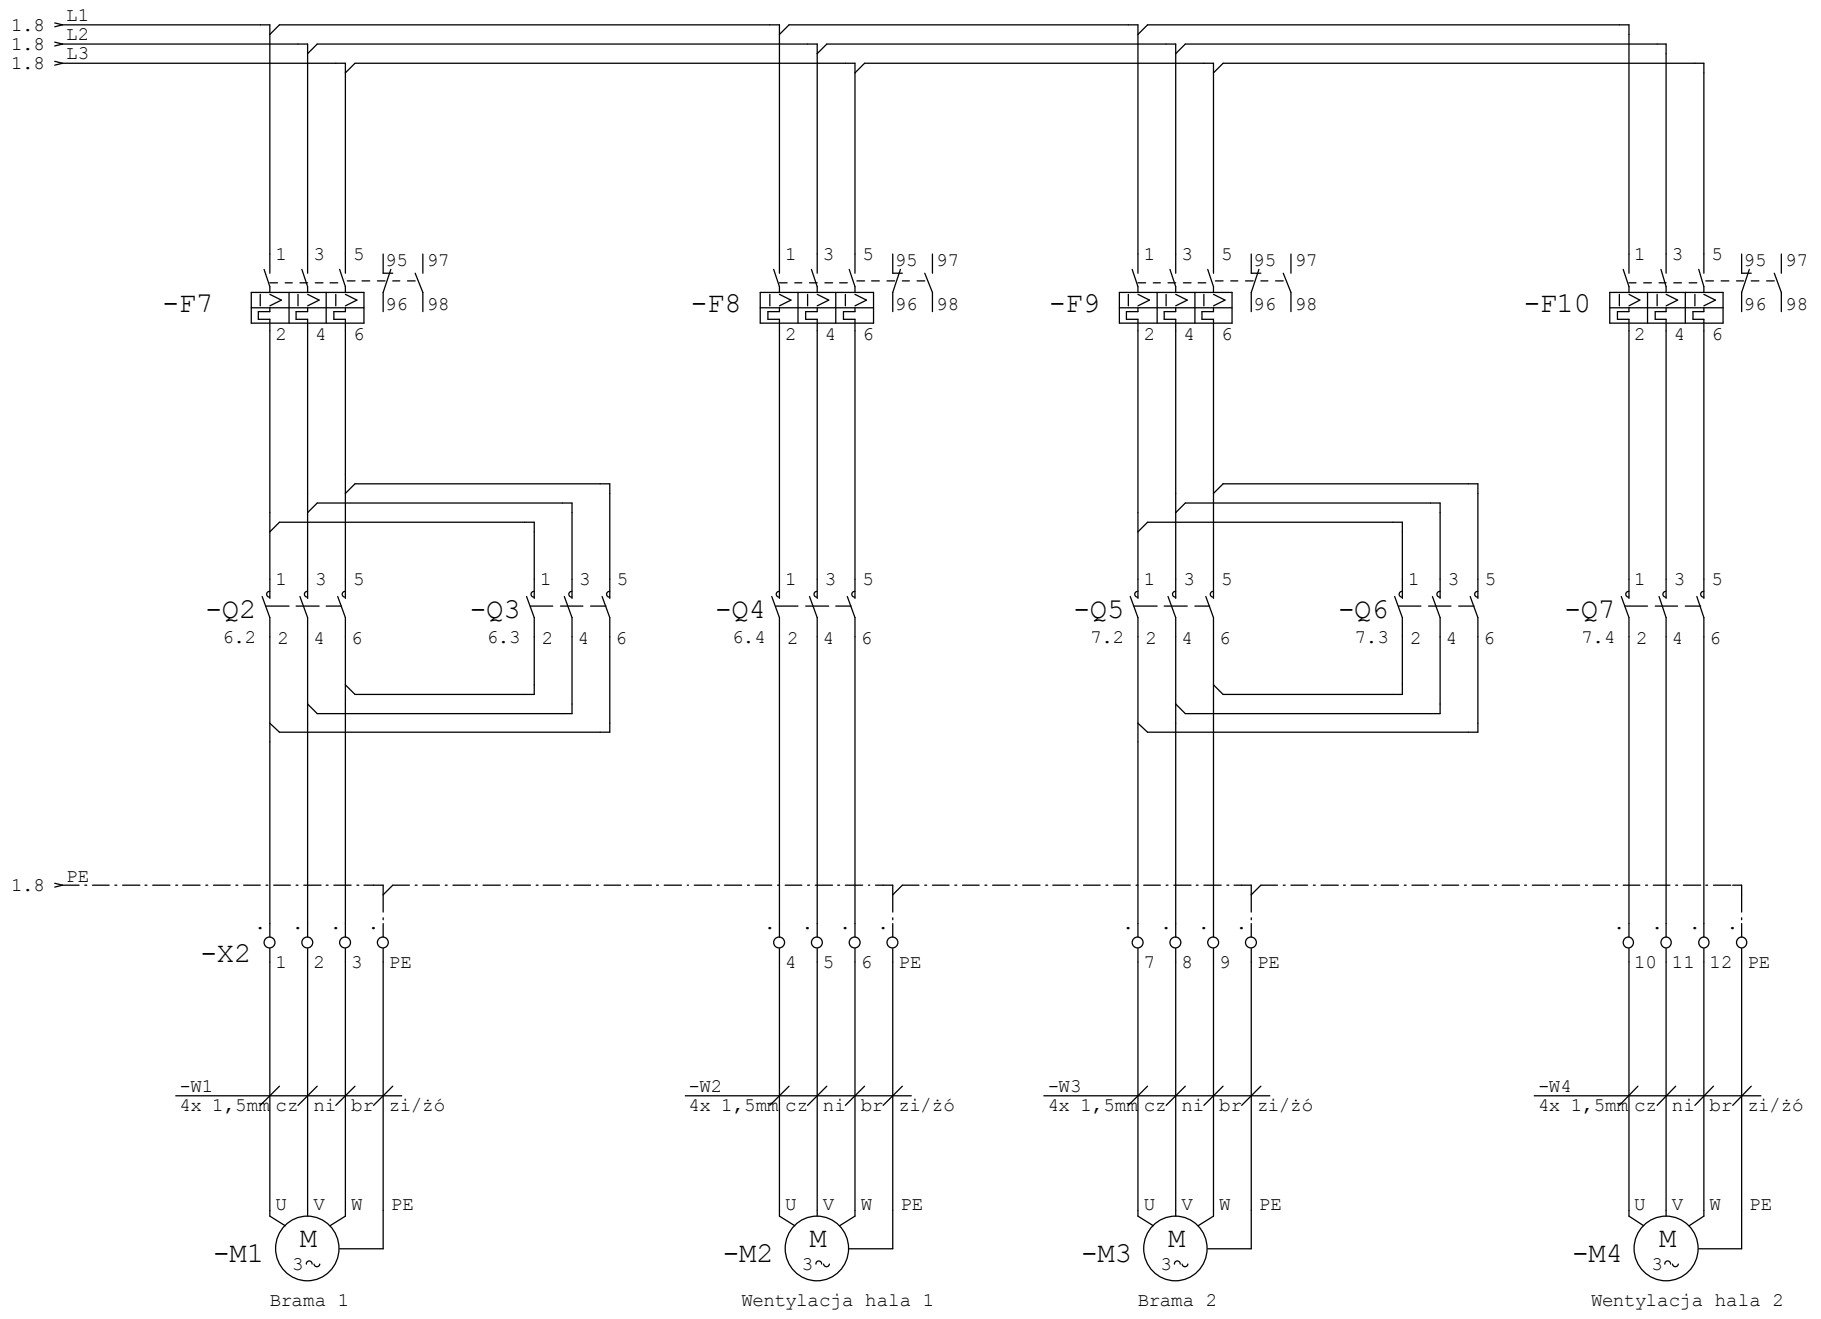 1.8 L1
1.8 L2
1.8 L3
1 3 5 95 97 1 3 5 95 97 1 3 5 95 97 1 3 5 95 97
-F7 -F8 -F9 -F10
96 98 96 98 96 98 96 98
2 4 6 2 4 6 2 4 6 2 4 6
1 3 5 1 3 5 1 3 5 1 3 5 1 3 5 1 3 5
-Q2 -Q3 -Q4 -Q5 -Q6 -Q7
6.2 2 4 6 6.3 2 4 6 6.4 2 4 6 7.2 2 4 6 7.3 2 4 6 7.4 2 4 6
1.8 PE
-X2 1 2 3 PE 4 5 6 PE 7 8 9 PE 10 11 12 PE
-W1 -W2 -W3 -W4
4x 1,5mm cz ni br zi/żó 4x 1,5mm cz ni br zi/żó 4x 1,5mm cz ni br zi/żó 4x 1,5mm cz ni br zi/żó
U V W PE U V W PE U V W PE U V W PE
-M1 M -M2 M -M3 M -M4 M
3~ 3~ 3~ 3~
Brama 1 Wentylacja hala 1 Brama 2 Wentylacja hala 2